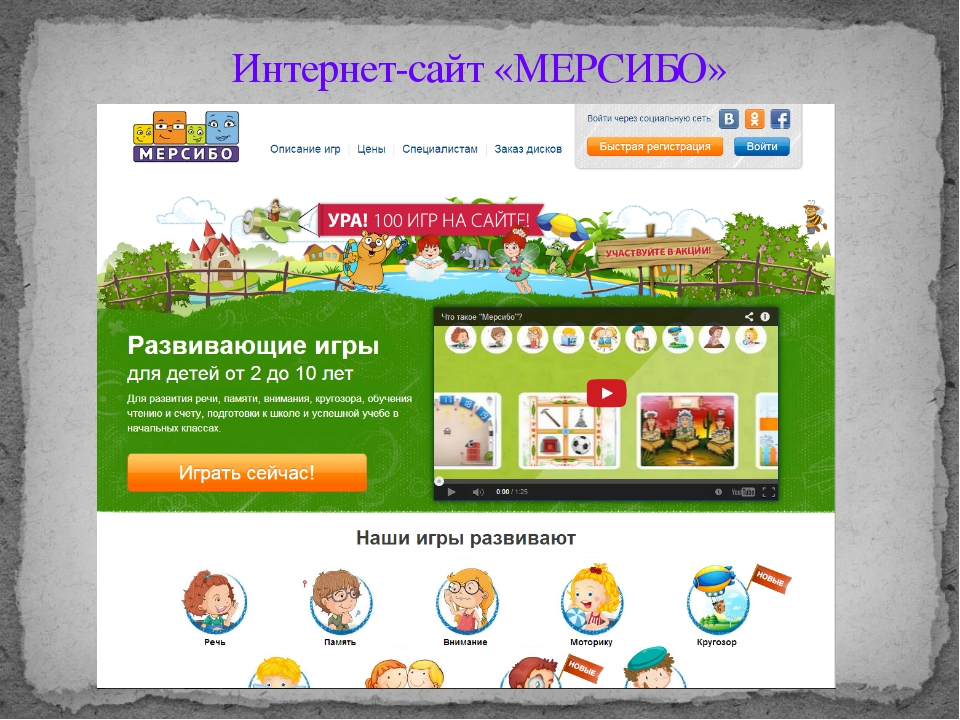 Интернет-сайт «МЕРСИБО»
МЕРСИБО
Войти через социальную сеть:
Описание игр
Цены
Специалистам
Заказ дисков
Быстрая регистрация
Войти
УРА! 100 ИГР НА САЙТЕ!
УЧАСТВУЙТЕ В АКЦИИ!
Развивающие игры
для детей от 2 до 10 лет
Для развития речи, памяти, внимания, кругозора, обучения
чтению и счету, подготовки к школе и успешной учебе в
начальных классах.
Играть сейчас!
Что такое "Мерсибо"?
0:00 / 1:25
YouTube
Наши игры развивают
НОВЫЕ
Речь
Память
Внимание
Моторику
Кругозор
НОВЫЕ